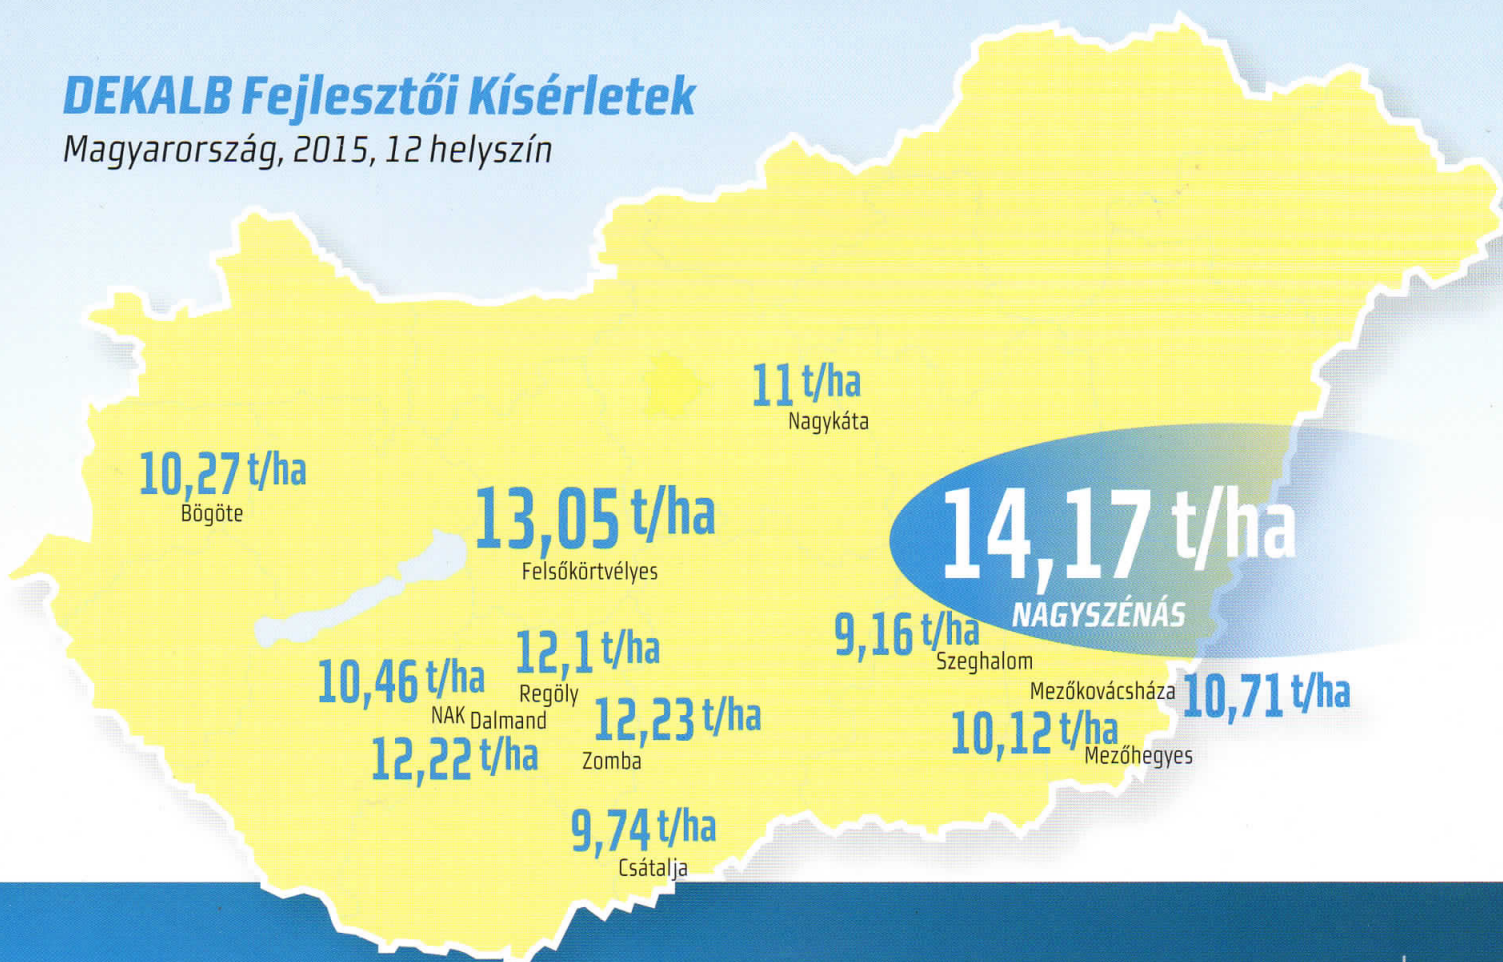 DEKALB Fejlesztői Kísérletek
Magyarország, 2015, 12 helyszín
11 t/ha
Nagykáta
10,27 t/ha
Bögöte
13,05 t/ha
Felsőkörtvélyes
14,17 t/ha
NAGYSZÉNÁS
9,16 t/ha
Szeghalom
12,1 t/ha
Regöly
10,46 t/ha
NAK
Dalmand
12,22 t/ha
12,23 t/ha
Zomba
Mezőkovácsháza
10,71 t/ha
10,12 t/ha
Mezőhegyes
9,74 t/ha
Csátalja